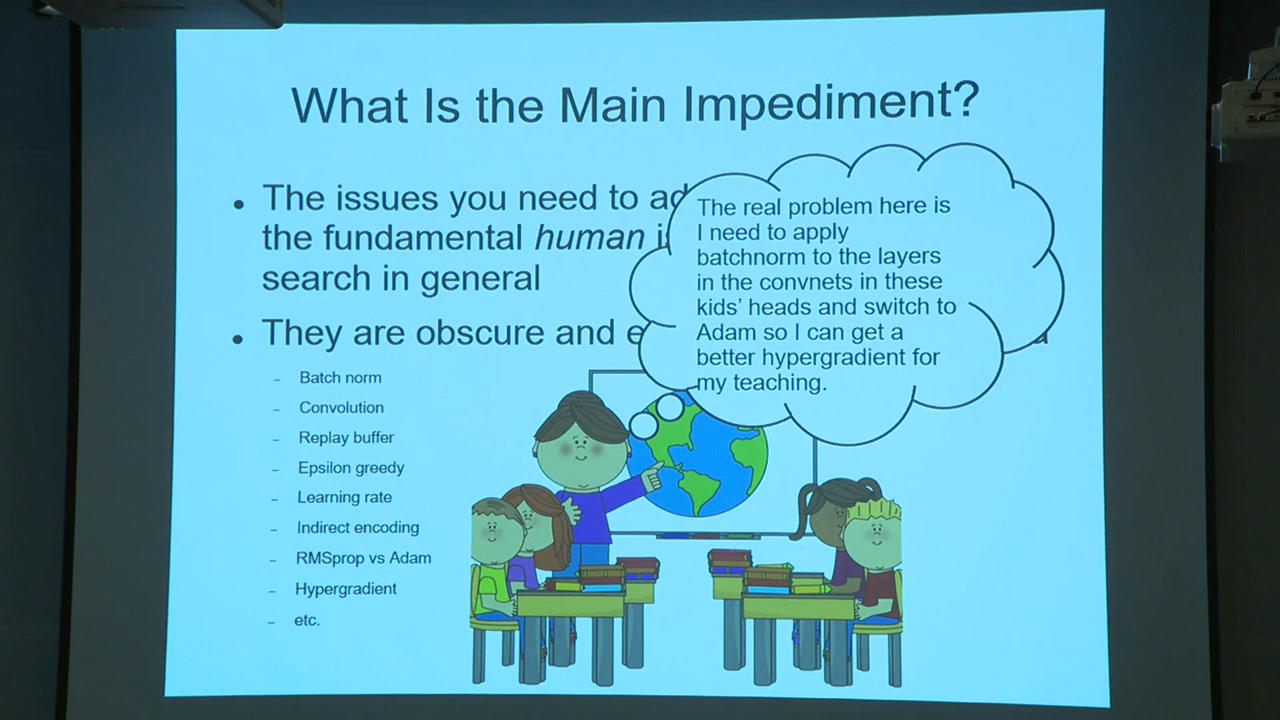 What Is the Main Impediment?
The issues you need to ad
the fundamental human
search in general
They are obscure and e
The real problem here is
I need to apply
batchnorm to the layers
in the convnets in these
kids' heads and switch to
Adam so I can get a
better hypergradient for
my teaching.
Batch norm
Convolution
Replay buffer
Epsilon greedy
Learning rate
Indirect encoding
RMSprop vs Adam
Hypergradient
etc.